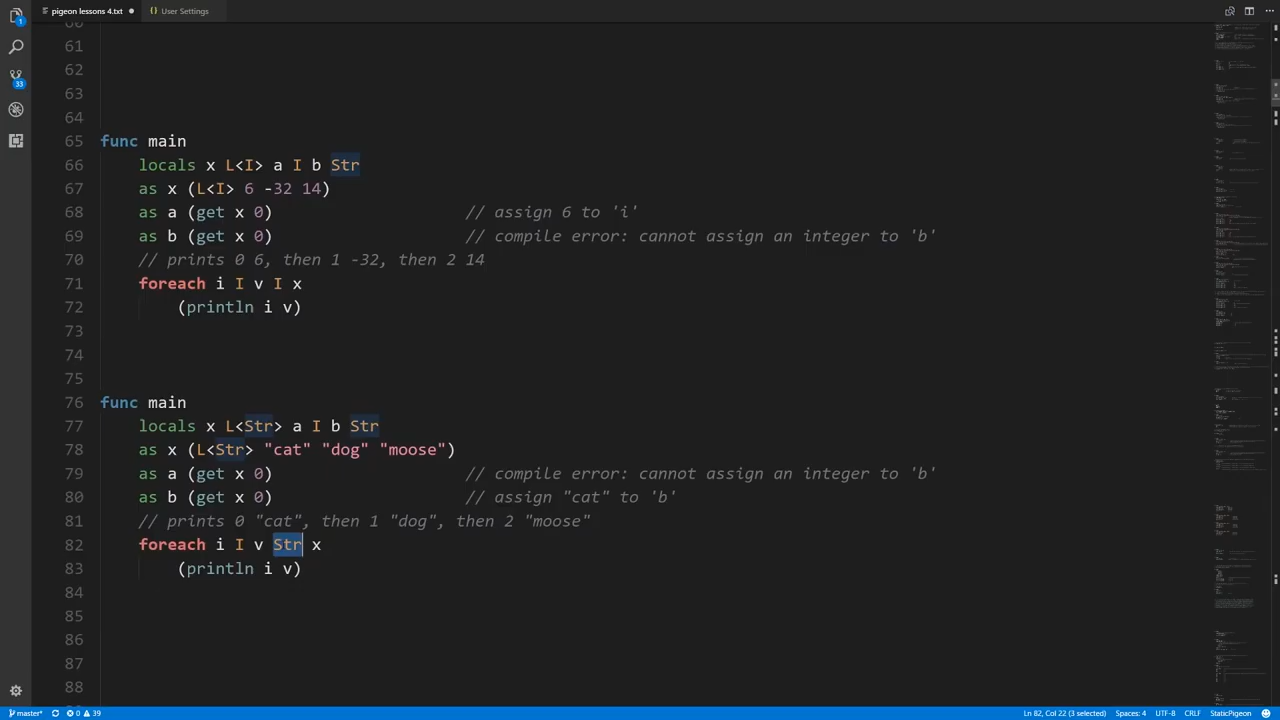 pigeon lessons 4.txt
{} User Settings
60
61
62
63
64
65 func main
66 locals x L<I> a I b Str
67 as x (L<I> 6 -32 14)
68 as a (get x 0) // assign 6 to 'i'
69 as b (get x 0) // compile error: cannot assign an integer to 'b'
70 // prints 0 6, then 1 -32, then 2 14
71 foreach i I v I x
72 (println i v)
73
74
75
76 func main
77 locals x L<Str> a I b Str
78 as x (L<Str> "cat" "dog" "moose")
79 as a (get x 0) // compile error: cannot assign an integer to 'b'
80 as b (get x 0) // assign "cat" to 'b'
81 // prints 0 "cat", then 1 "dog", then 2 "moose"
82 foreach i I v Str x
83 (println i v)
84
85
86
87
88
1
33
master* 0 39 Ln 82, Col 22 (3 selected) Spaces: 4 UTF-8 CRLF StaticPigeon